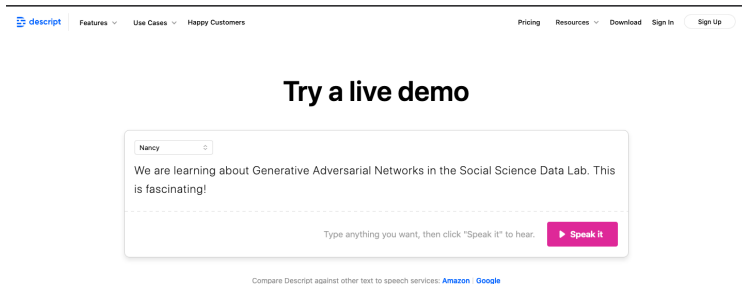 descript Features Use Cases Happy Customers Pricing Resources Download Sign In Sign Up
Try a live demo
Nancy
We are learning about Generative Adversarial Networks in the Social Science Data Lab. This
is fascinating!
Type anything you want, then click "Speak it" to hear. Speak it
Compare Descript against other text to speech services: Amazon | Google